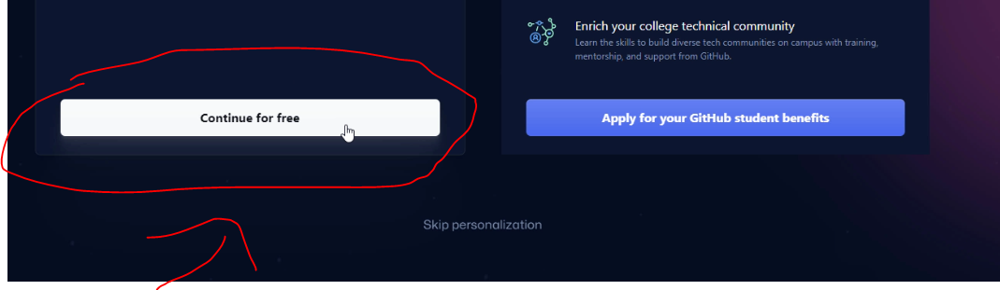 Enrich your college technical community
Learn the skills to build diverse tech communities on campus with training,
mentorship, and support from GitHub.
Continue for free
Apply for your GitHub student benefits
Skip personalization